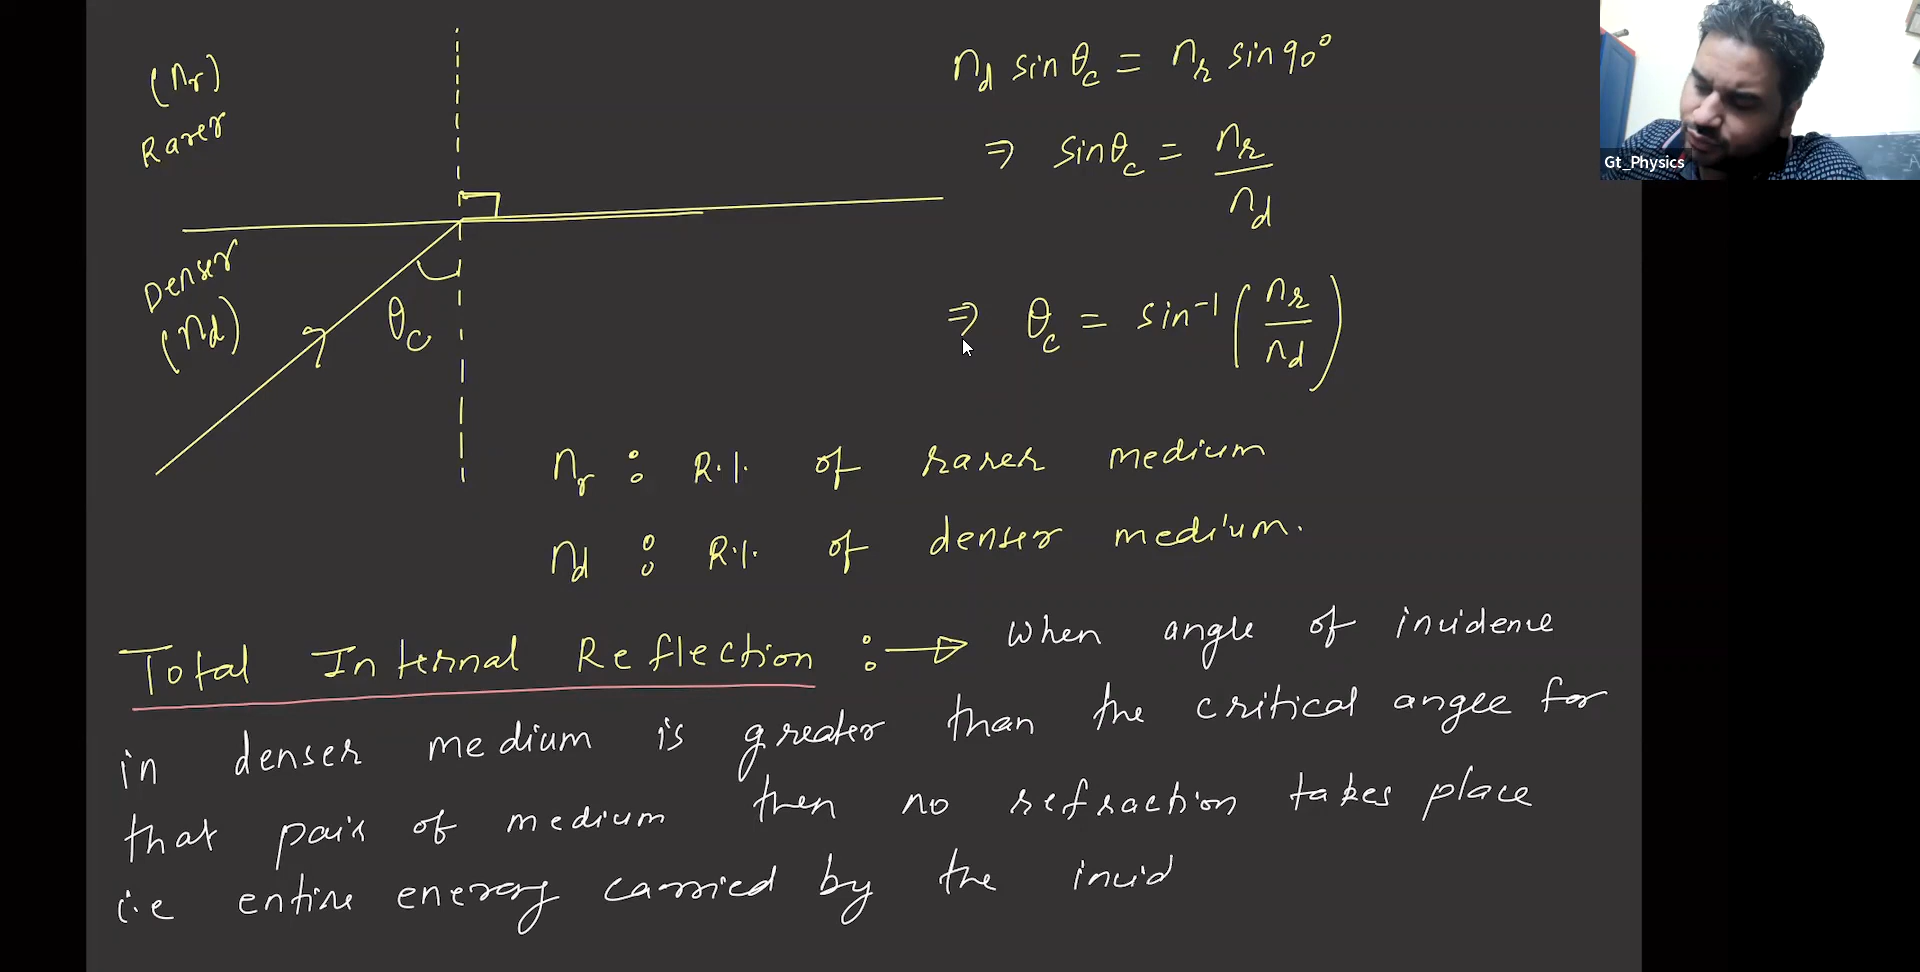 (nr)
Rarer
Denser
(nd)
θc
nd sin θc = nr sin 90°
⇒ sinθc = nr/nd
⇒ θc = sin⁻¹(nr/nd)
nr : R.I. of rarer medium
nd : R.I. of denser medium.
Total Internal Reflection :→ When angle of incidence
in denser medium is greater than the critical angle for
that pair of medium then no refraction takes place
i.e entire energy carried by the incid
Gt_Physics